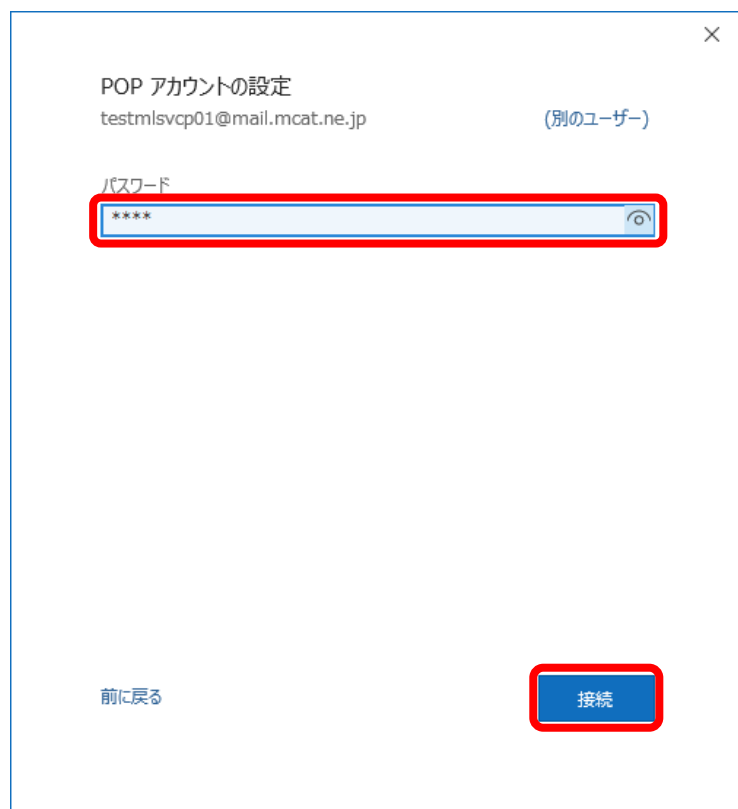 POP アカウントの設定
testmlsvcp01@mail.mcat.ne.jp (別のユーザー)
パスワード
****
前に戻る 接続